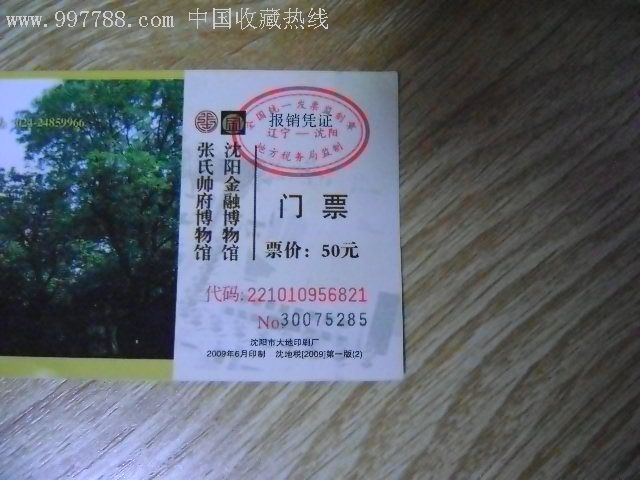 www.997788.com 中国收藏热线
024-24859966
全国统一发票监制章
报销凭证
辽宁—沈阳
地方税务局监制
沈阳金融博物馆
张氏帅府博物馆
门票
票价：50元
代码:221010956821
No.30075285
沈阳市大地印刷厂
2009年6月印制 沈地税[2009]第一版(2)